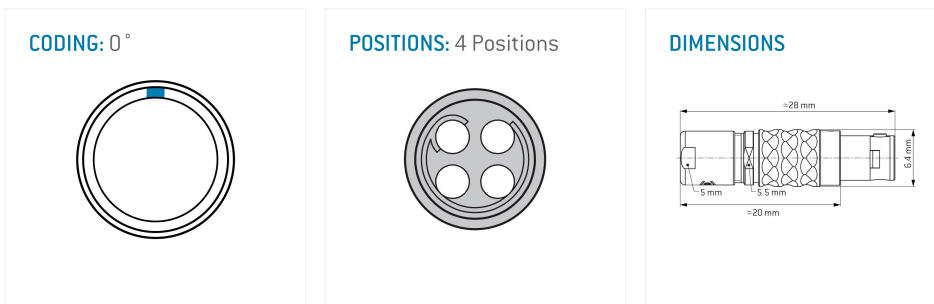 CODING: 0°
POSITIONS: 4 Positions
DIMENSIONS
≈28 mm
6.4 mm
5 mm
5.5 mm
≈20 mm